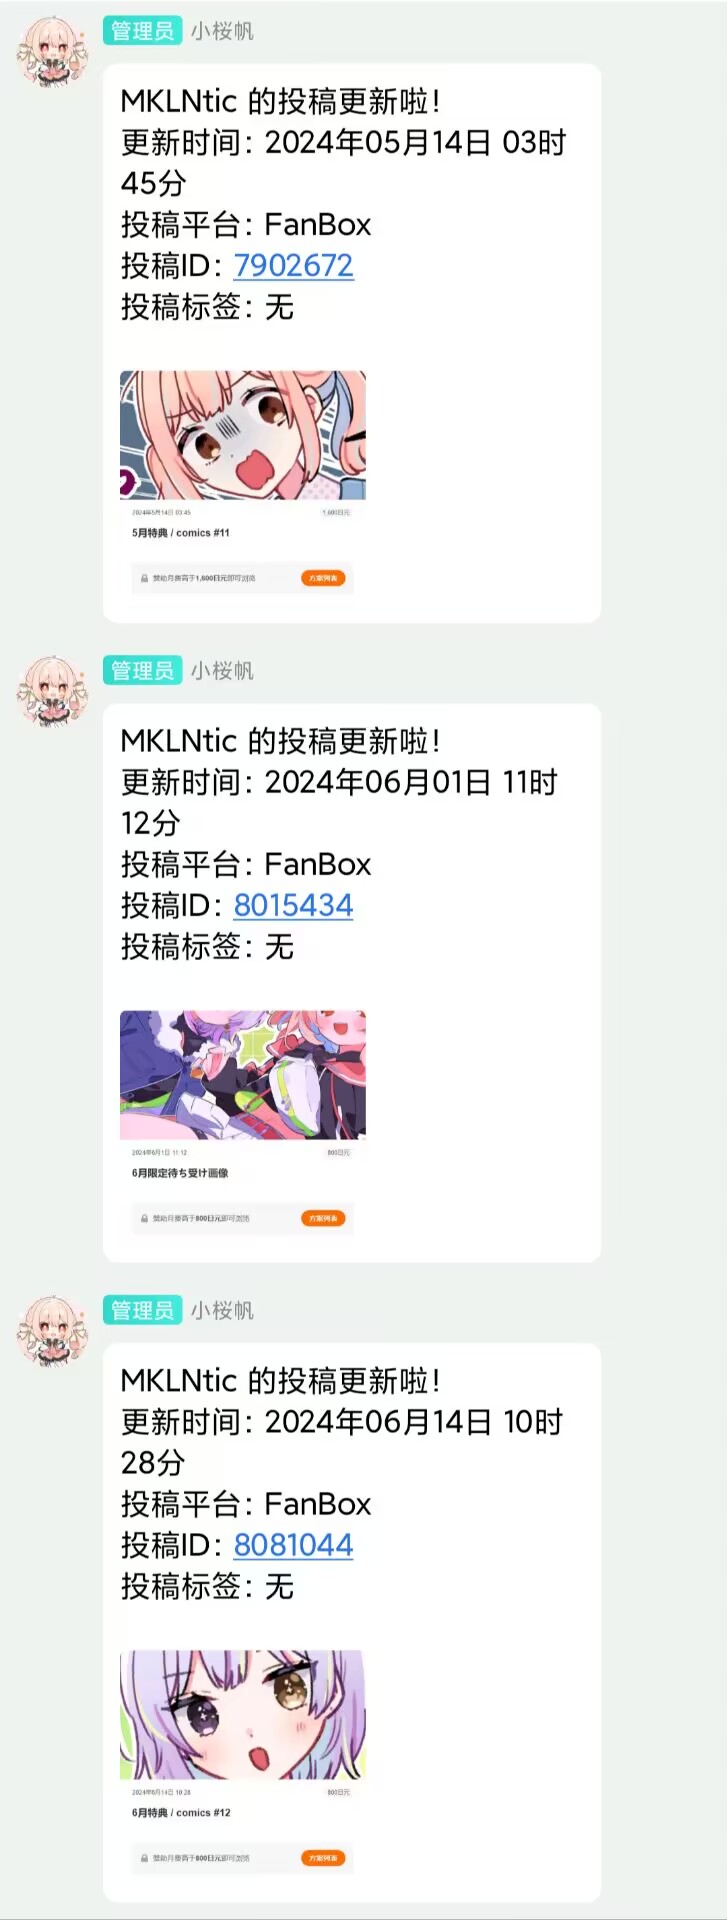 管理员 小桜帆
MKLNtic 的投稿更新啦！
更新时间：2024年05月14日 03时
45分
投稿平台：FanBox
投稿ID：7902672
投稿标签：无
2024年5月14日 03:45 1,600日元
5月特典 / comics #11
赞助月费高于1,600日元即可浏览 方案列表
管理员 小桜帆
MKLNtic 的投稿更新啦！
更新时间：2024年06月01日 11时
12分
投稿平台：FanBox
投稿ID：8015434
投稿标签：无
2024年6月1日 11:12 800日元
6月限定待ち受け画像
赞助月费高于800日元即可浏览 方案列表
管理员 小桜帆
MKLNtic 的投稿更新啦！
更新时间：2024年06月14日 10时
28分
投稿平台：FanBox
投稿ID：8081044
投稿标签：无
2024年6月14日 10:28 800日元
6月特典 / comics #12
赞助月费高于800日元即可浏览 方案列表